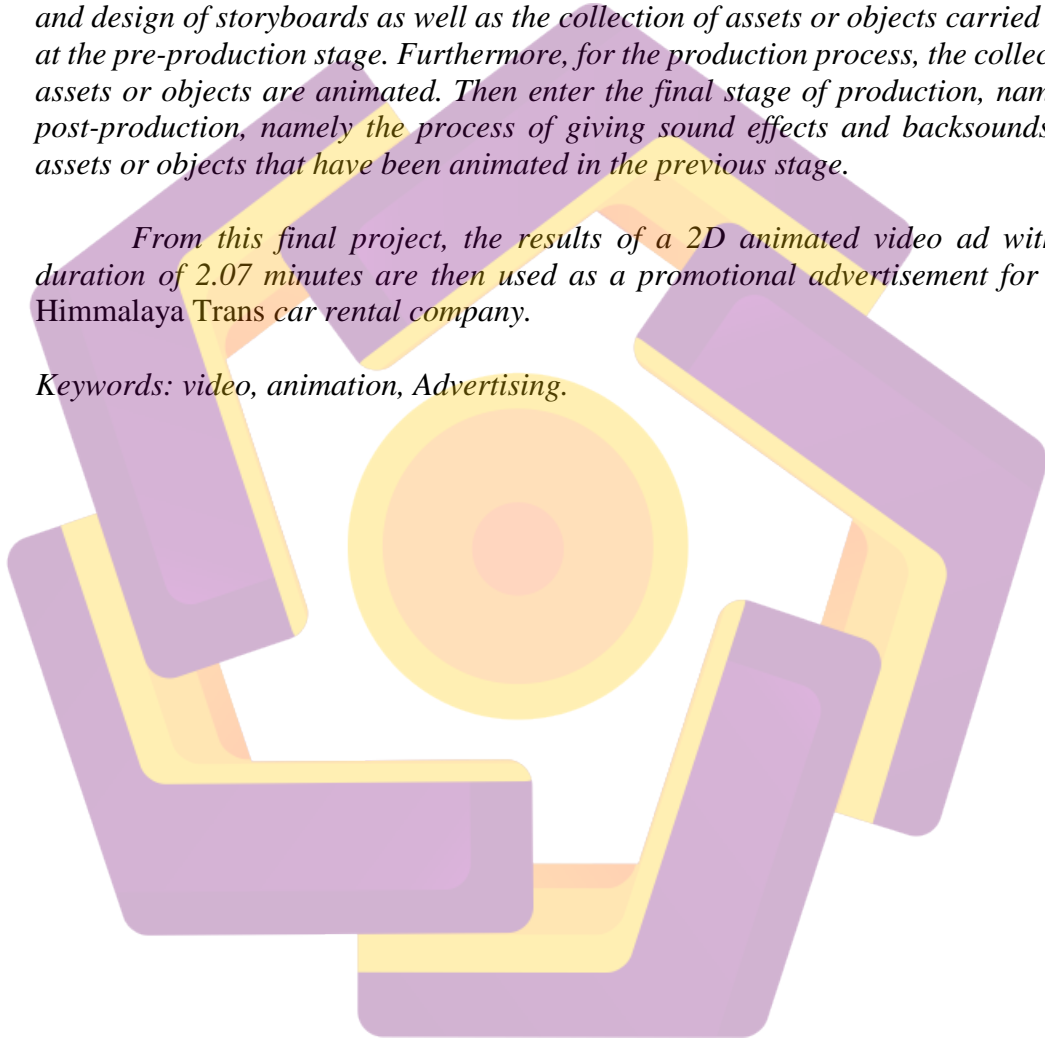 and design of storyboards as well as the collection of assets or objects carried
at the pre-production stage. Furthermore, for the production process, the collec
assets or objects are animated. Then enter the final stage of production, nam
post-production, namely the process of giving sound effects and backsounds
assets or objects that have been animated in the previous stage.
From this final project, the results of a 2D animated video ad with
duration of 2.07 minutes are then used as a promotional advertisement for
Himmalaya Trans car rental company.
Keywords: video, animation, Advertising.